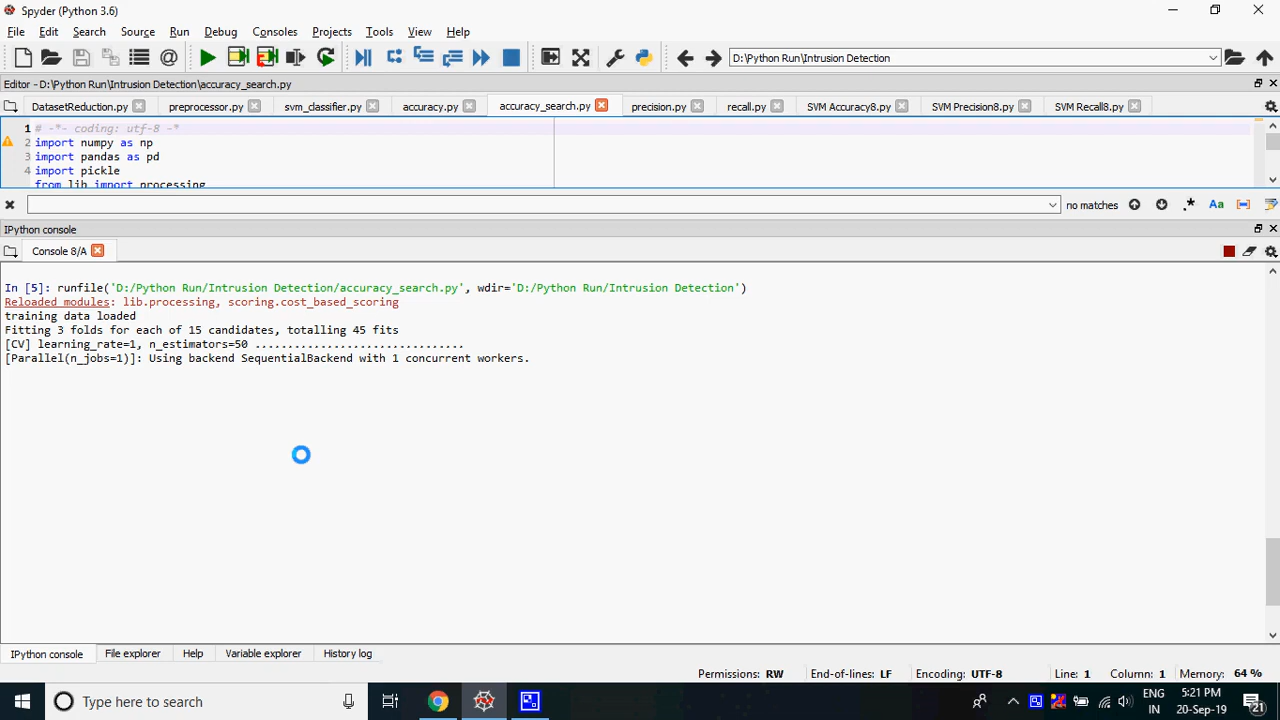 Spyder (Python 3.6)
File Edit Search Source Run Debug Consoles Projects Tools View Help
D:\Python Run\Intrusion Detection
Editor - D:\Python Run\Intrusion Detection\accuracy_search.py
DatasetReduction.py preprocessor.py svm_classifier.py accuracy.py accuracy_search.py precision.py recall.py SVM Accuracy8.py SVM Precision8.py SVM Recall8.py
1 # -*- coding: utf-8 -*
2 import numpy as np
3 import pandas as pd
4 import pickle
from lib import processing
no matches .* Aa
IPython console
Console 8/A
In [5]: runfile('D:/Python Run/Intrusion Detection/accuracy_search.py', wdir='D:/Python Run/Intrusion Detection')
Reloaded modules: lib.processing, scoring.cost_based_scoring
training data loaded
Fitting 3 folds for each of 15 candidates, totalling 45 fits
[CV] learning_rate=1, n_estimators=50 ................................
[Parallel(n_jobs=1)]: Using backend SequentialBackend with 1 concurrent workers.
IPython console File explorer Help Variable explorer History log
Permissions: RW End-of-lines: LF Encoding: UTF-8 Line: 1 Column: 1 Memory: 64 %
Type here to search
ENG 5:21 PM
IN 20-Sep-19 21